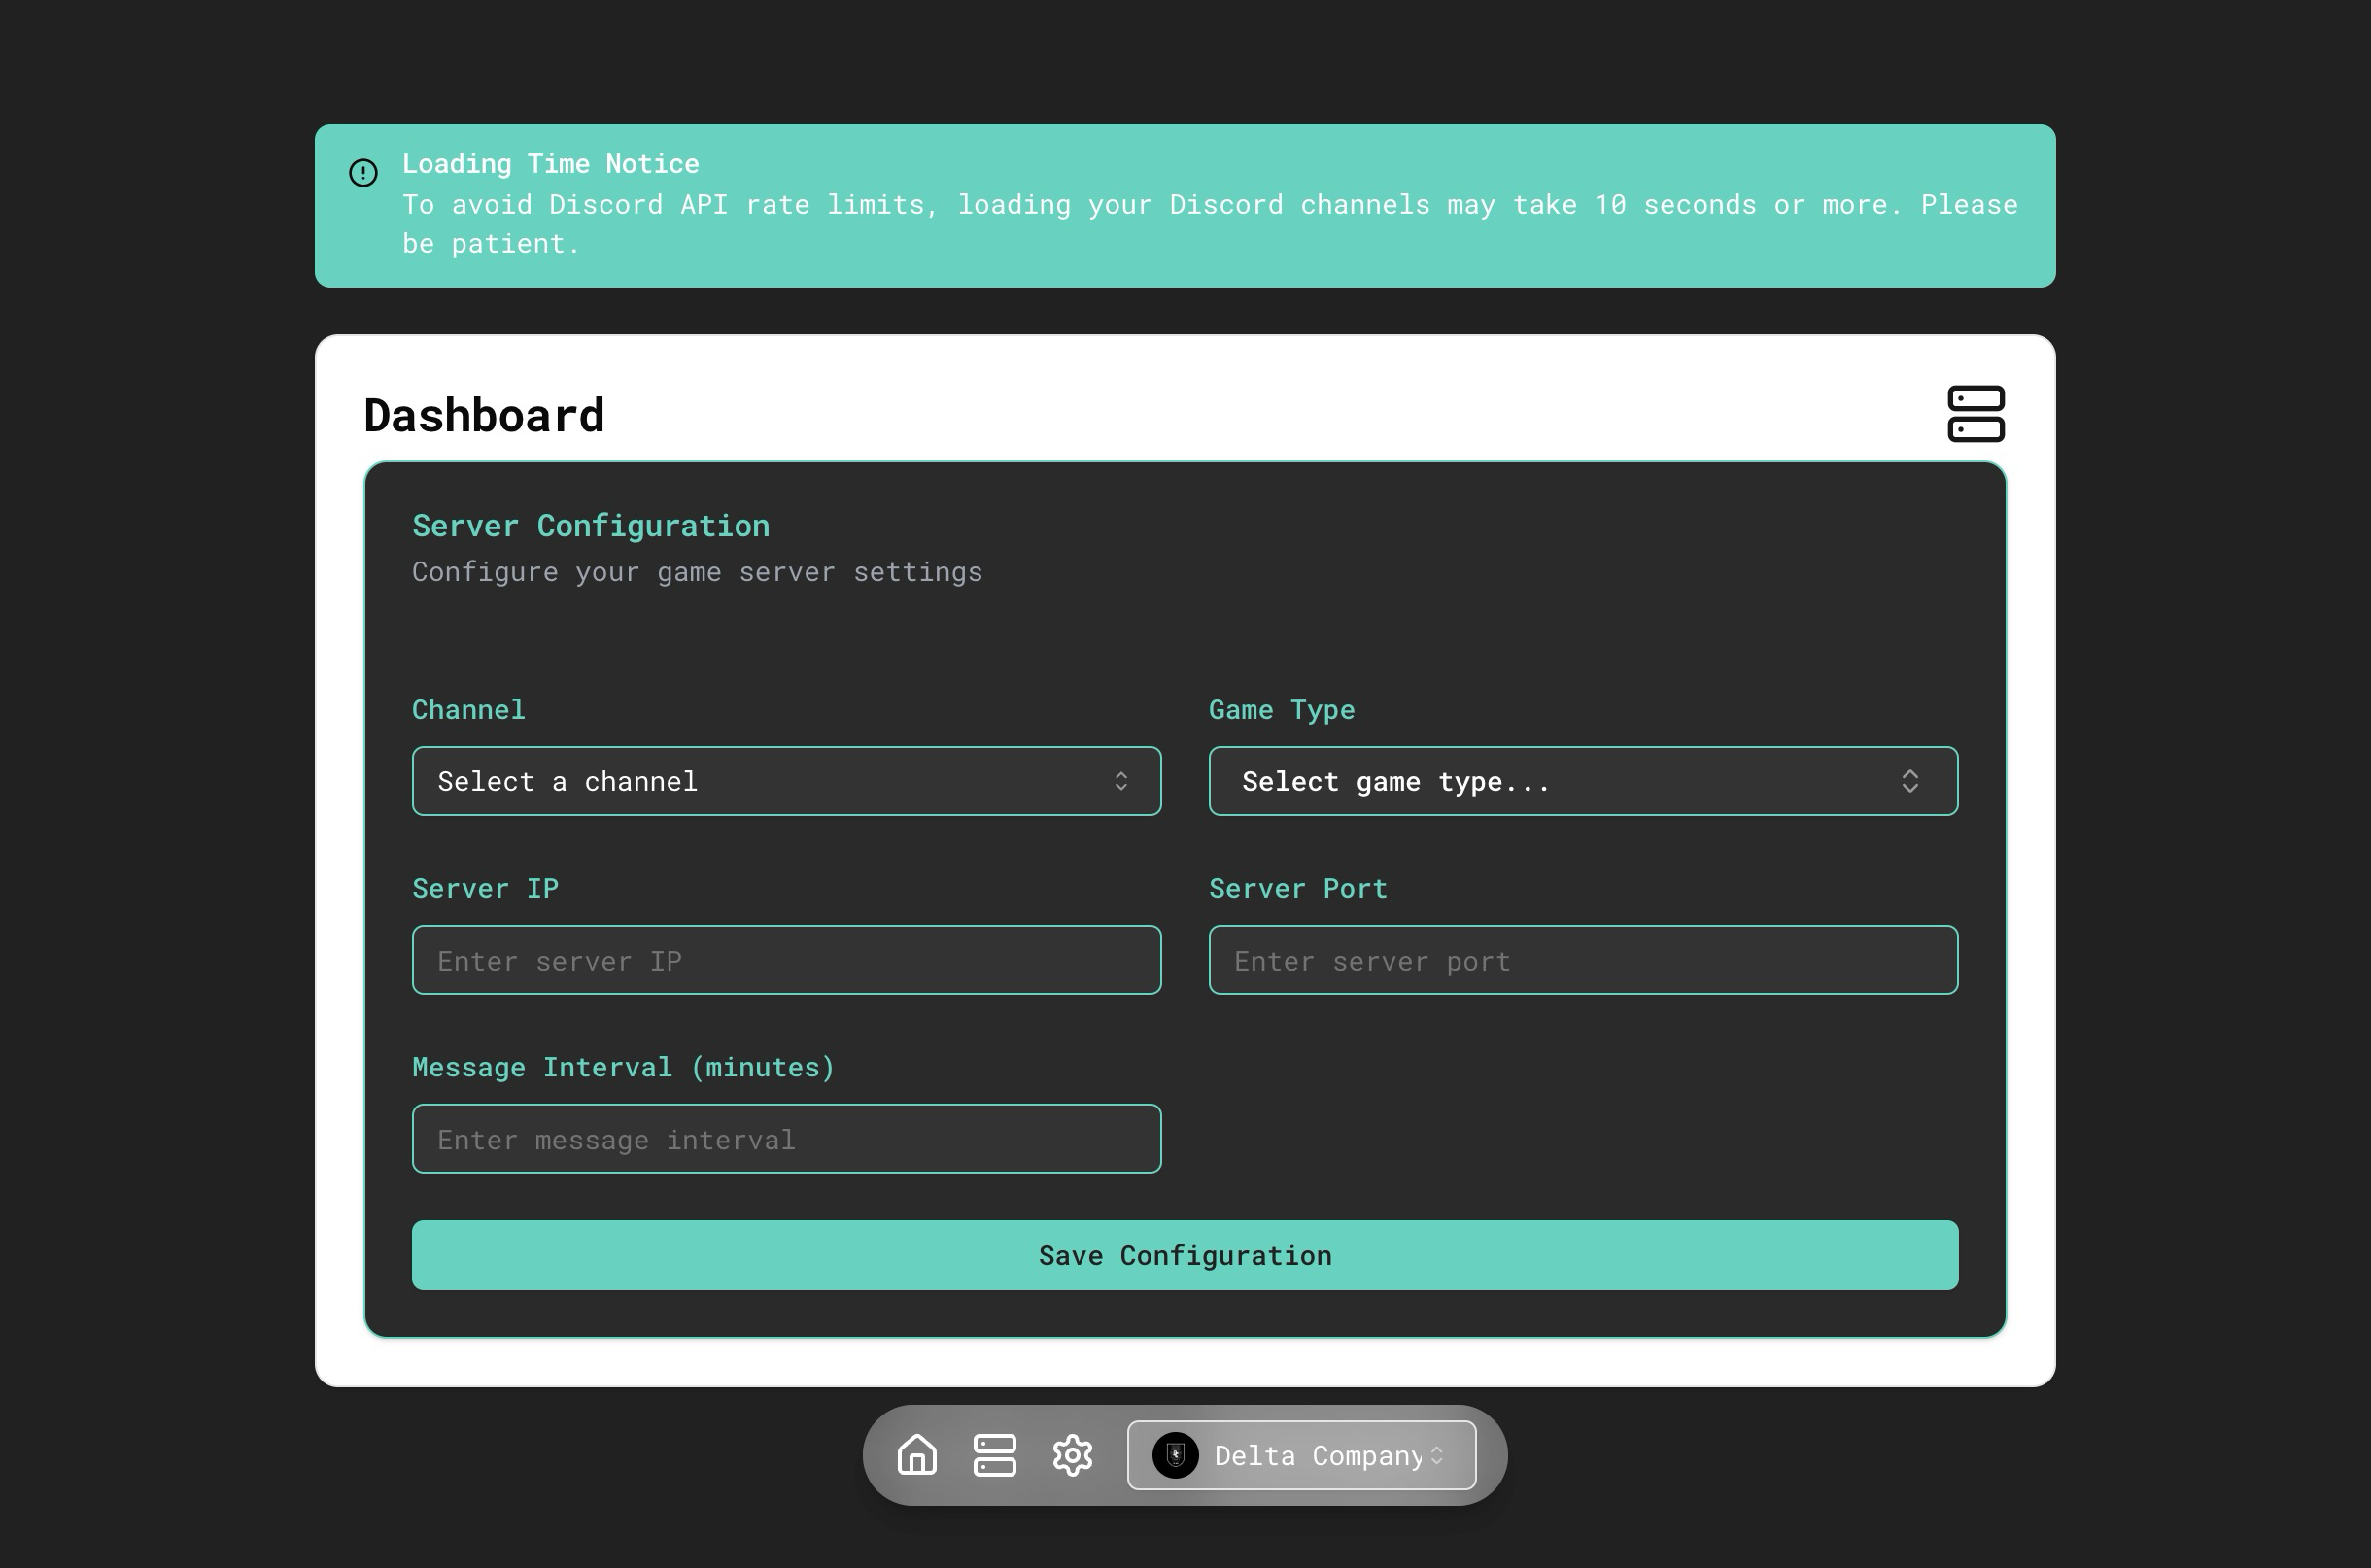 Loading Time Notice
To avoid Discord API rate limits, loading your Discord channels may take 10 seconds or more. Please
be patient.
Dashboard
Server Configuration
Configure your game server settings
Channel
Game Type
Select a channel
Select game type...
Server IP
Server Port
Enter server IP
Enter server port
Message Interval (minutes)
Enter message interval
Save Configuration
Delta Company